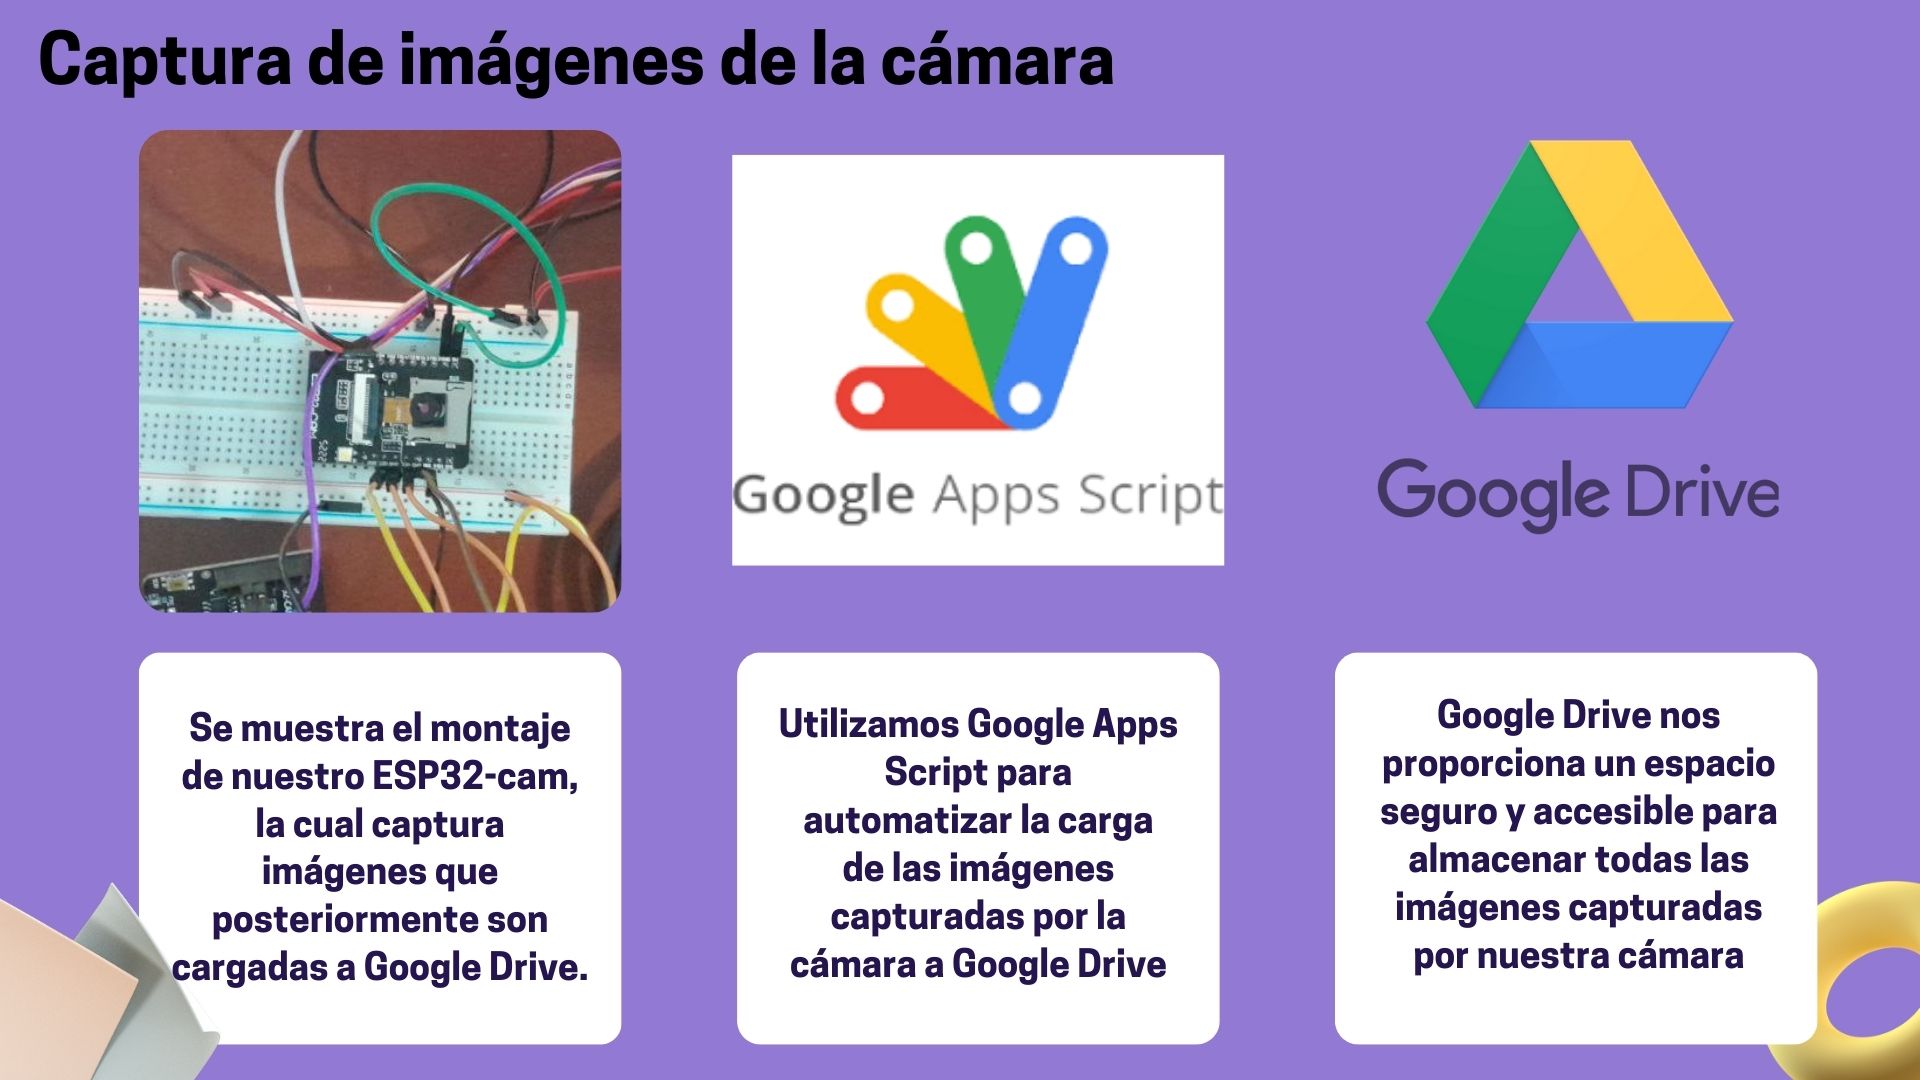 Captura de imágenes de la cámara
Google Apps Script
Google Drive
Se muestra el montaje
de nuestro ESP32-cam,
la cual captura
imágenes que
posteriormente son
cargadas a Google Drive.
Utilizamos Google Apps
Script para
automatizar la carga
de las imágenes
capturadas por la
cámara a Google Drive
Google Drive nos
proporciona un espacio
seguro y accesible para
almacenar todas las
imágenes capturadas
por nuestra cámara